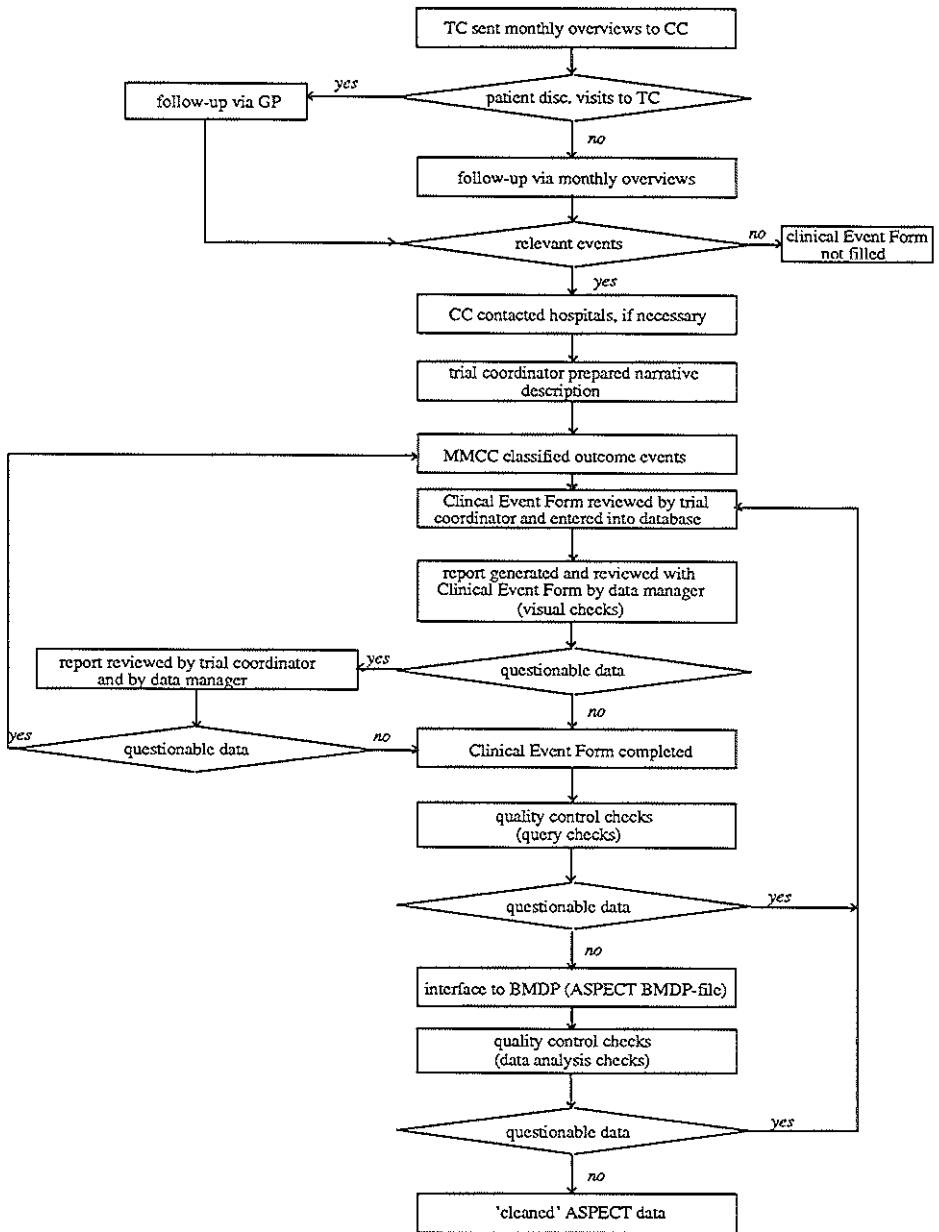 TC sent monthly overviews to CC
yes
follow-up via GP
patient disc. visits to TC
no
follow-up via monthly overviews
relevant events
no
clinical Event Form
not filled
yes
CC contacted hospitals, if necessary
trial coordinator prepared narrative
description
MMCC classified outcome events
Clincal Event Form reviewed by trial
coordinator and entered into database
report generated and reviewed with
Clinical Event Form by data manager
(visual checks)
report reviewed by trial coordinator
and by data manager
yes
questionable data
no
yes
questionable data
no
Clinical Event Form completed
quality control checks
(query checks)
questionable data
yes
no
interface to BMDP (ASPECT BMDP-file)
quality control checks
(data analysis checks)
questionable data
yes
no
'cleaned' ASPECT data